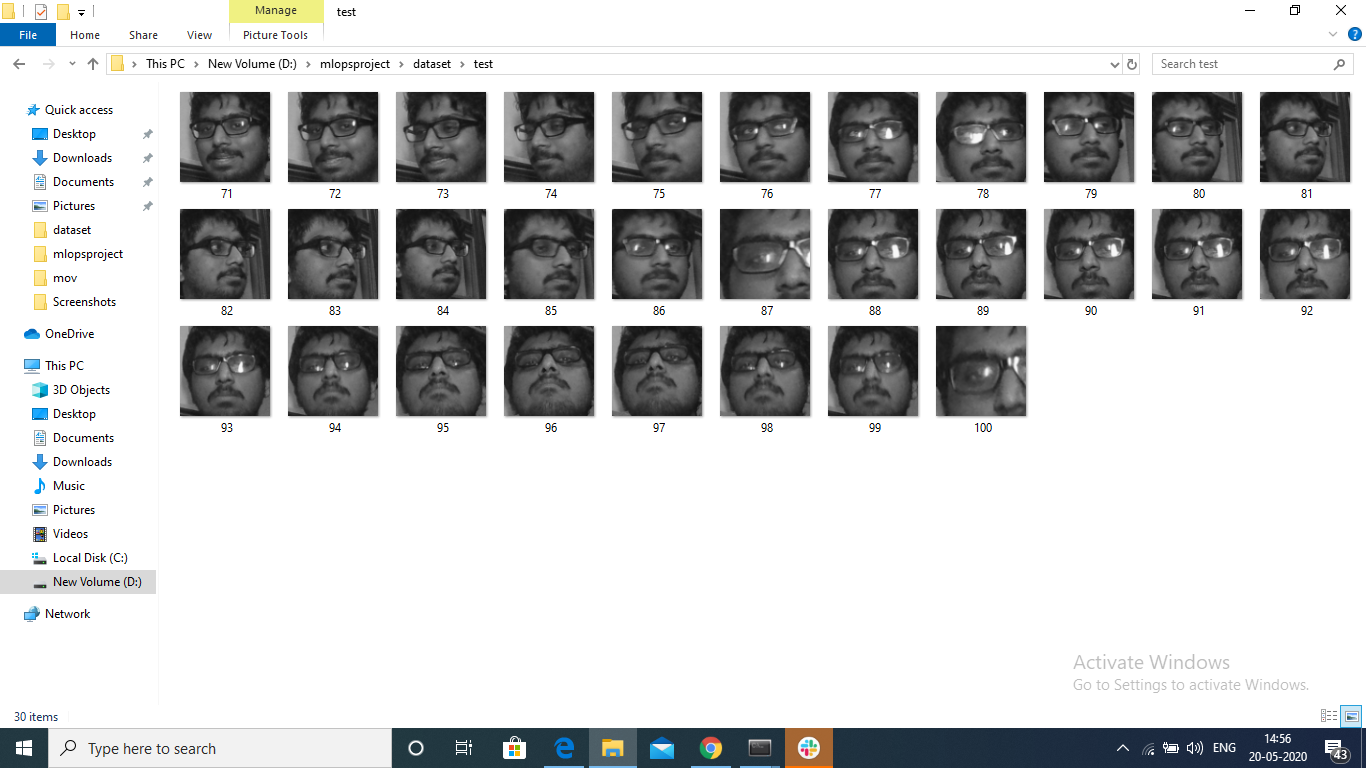 Manage
test
File
Home
Share
View
Picture Tools
This PC
New Volume (D:)
mlopsproject
dataset
test
Search test
Quick access
Desktop
Downloads
Documents
Pictures
dataset
mlopsproject
mov
Screenshots
OneDrive
This PC
3D Objects
Desktop
Documents
Downloads
Music
Pictures
Videos
Local Disk (C:)
New Volume (D:)
Network
71 72 73 74 75 76 77 78 79 80 81
82 83 84 85 86 87 88 89 90 91 92
93 94 95 96 97 98 99 100
Activate Windows
Go to Settings to activate Windows.
30 items
Type here to search
ENG
14:56
20-05-2020
43